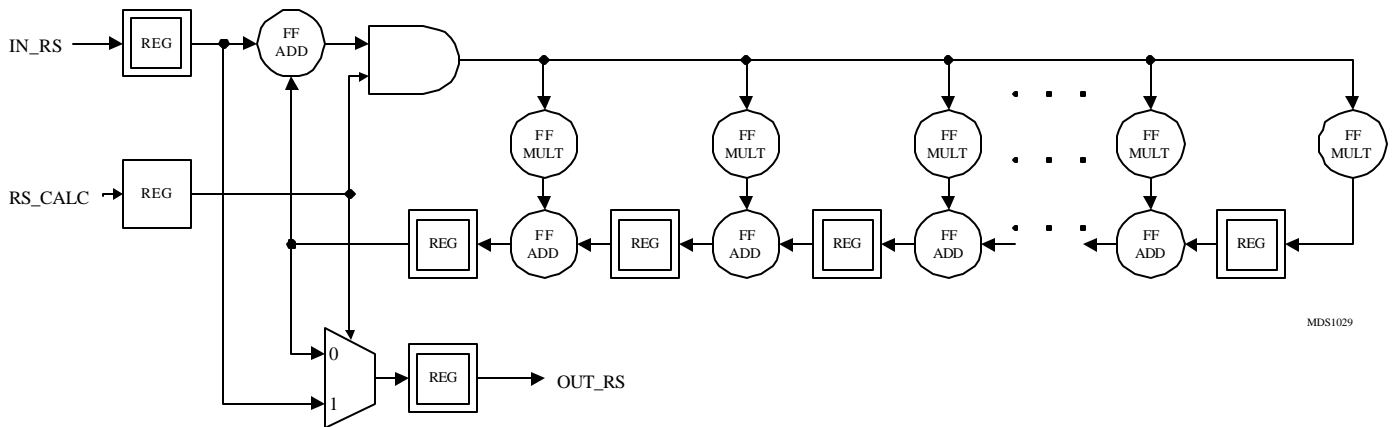 IN_RS
REG
FF
ADD
FF
MULT
FF
MULT
FF
MULT
FF
MULT
FF
MULT
RS_CALC
REG
REG
FF
ADD
REG
FF
ADD
REG
FF
ADD
FF
ADD
REG
MDS1029
0
1
REG
OUT_RS